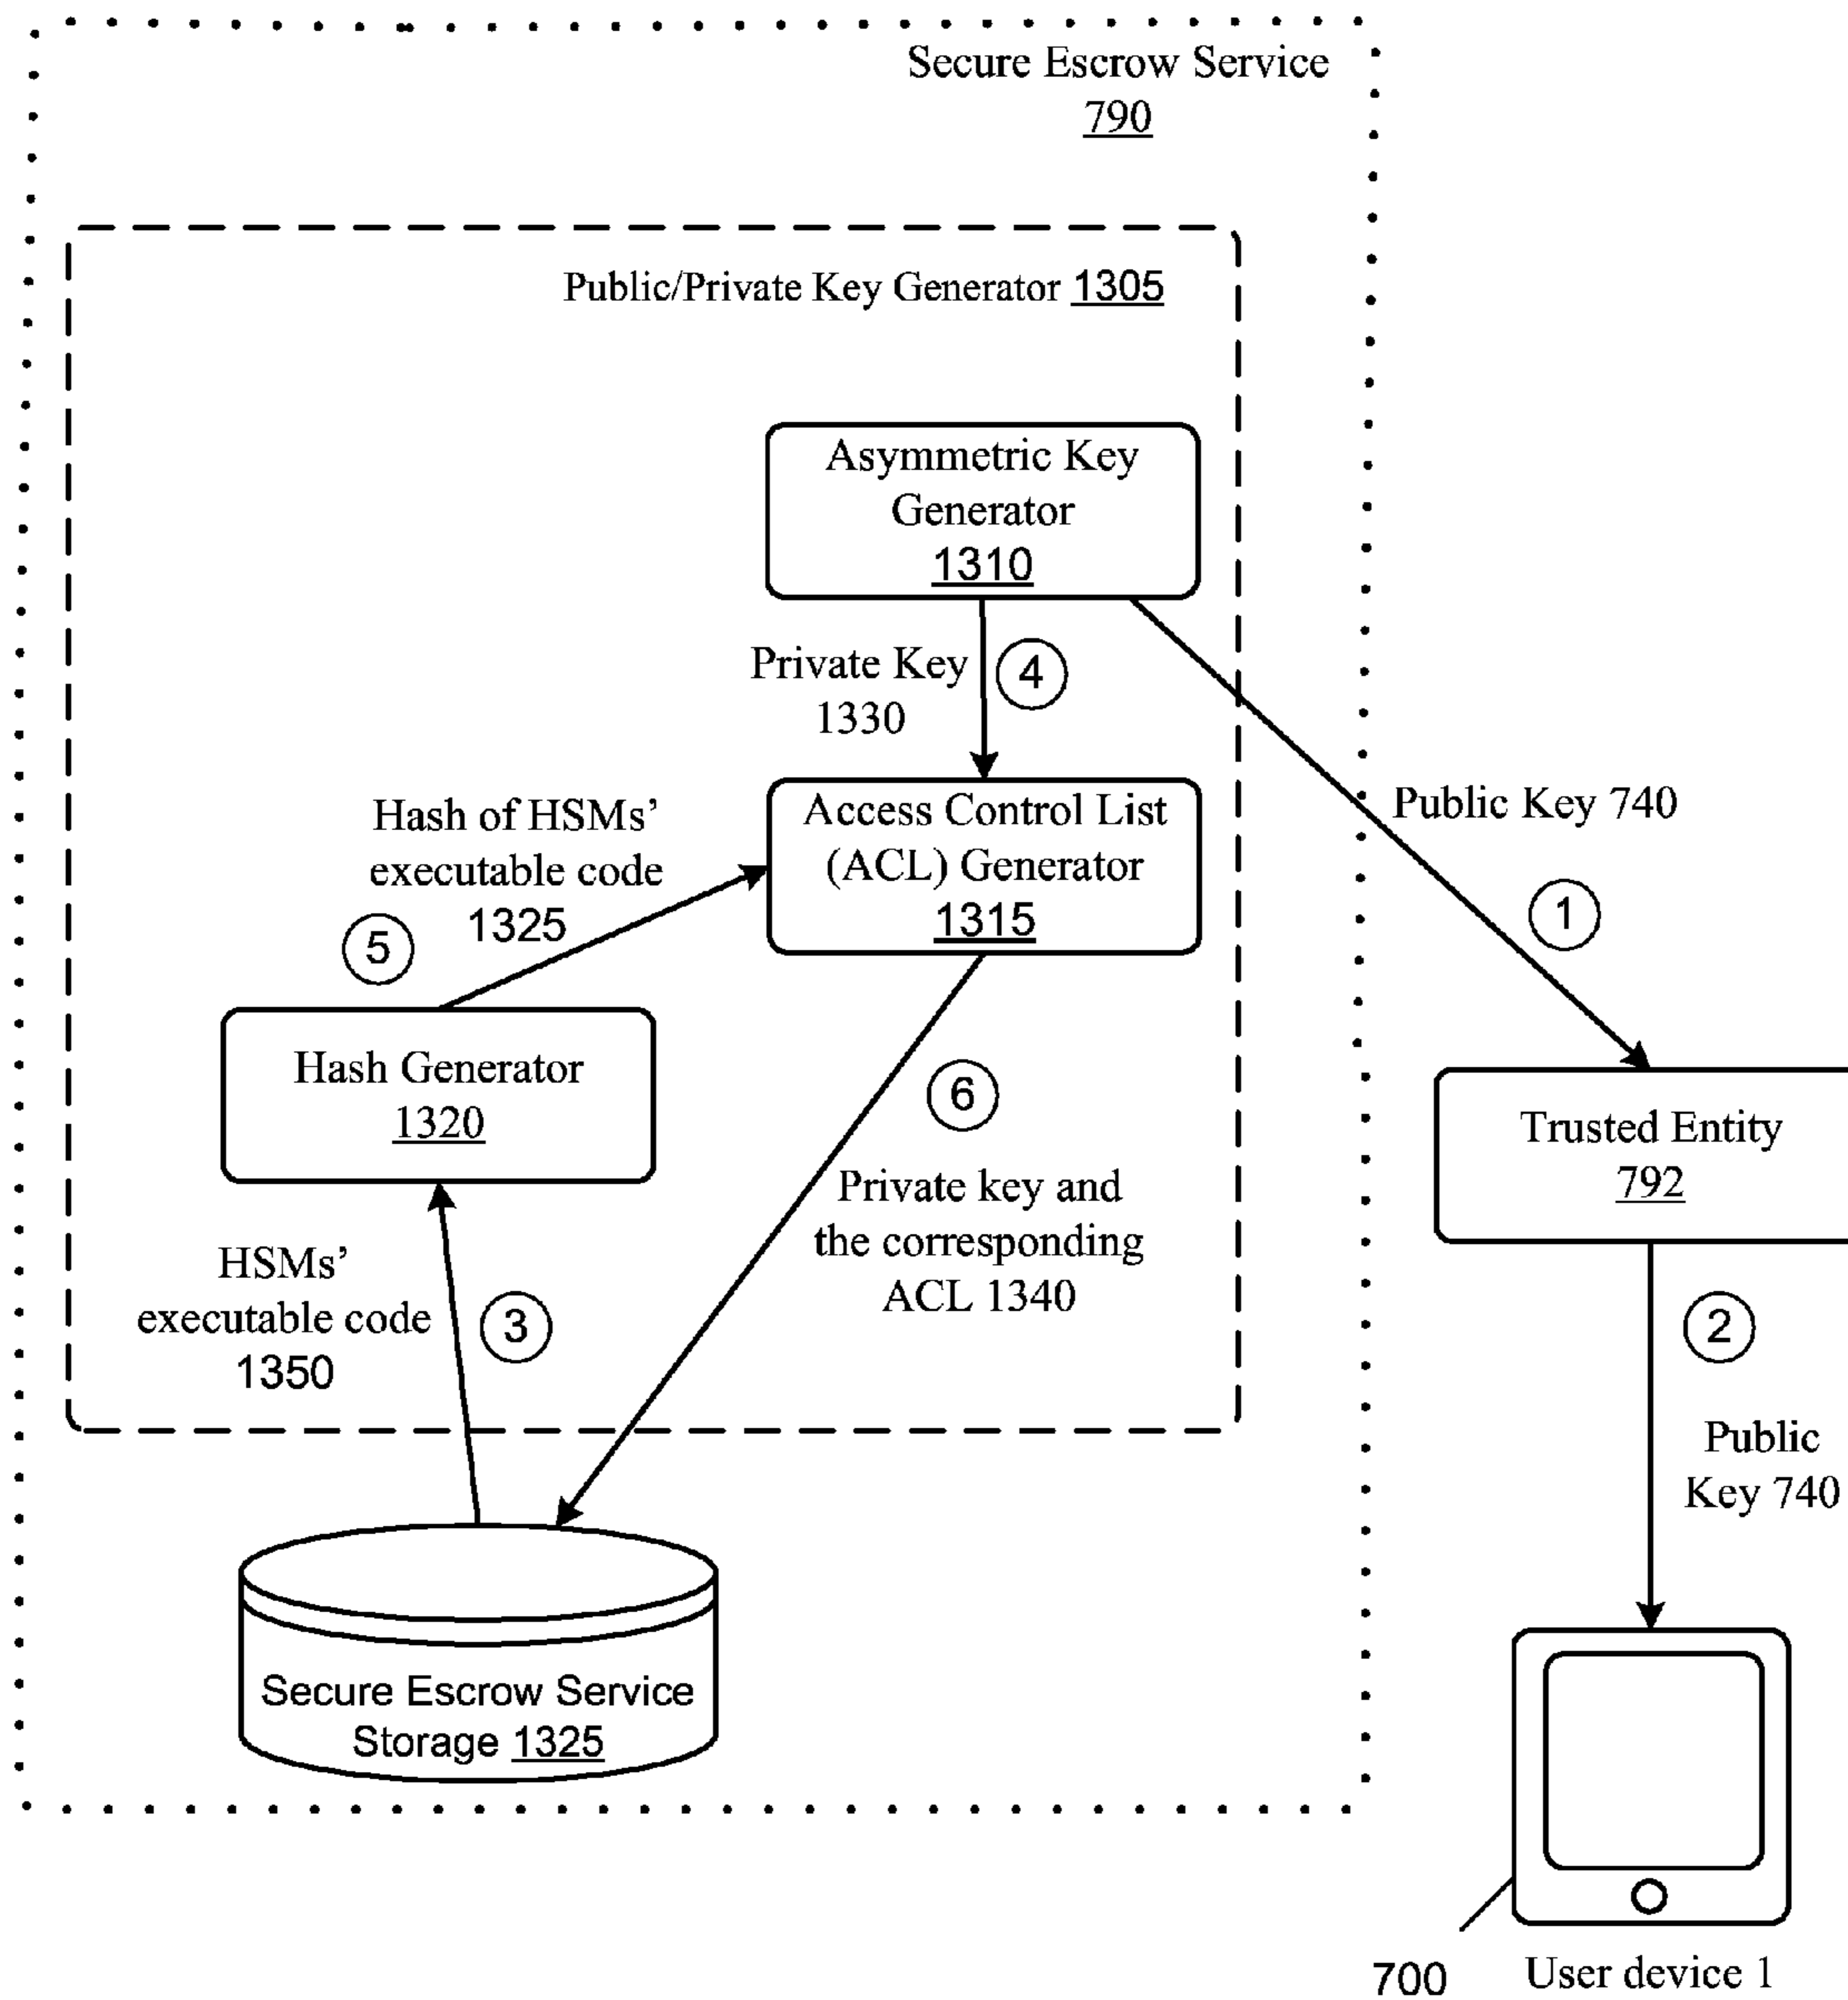 Secure Escrow Service
790
Public/Private Key Generator 1305
Asymmetric Key
Generator
1310
Private Key
1330
4
Public Key 740
1
Hash of HSMs’
executable code
1325
5
Access Control List
(ACL) Generator
1315
Hash Generator
1320
6
Private key and
the corresponding
ACL 1340
Trusted Entity
792
HSMs’
executable code
1350
3
2
Public
Key 740
Secure Escrow Service
Storage 1325
700
User device 1